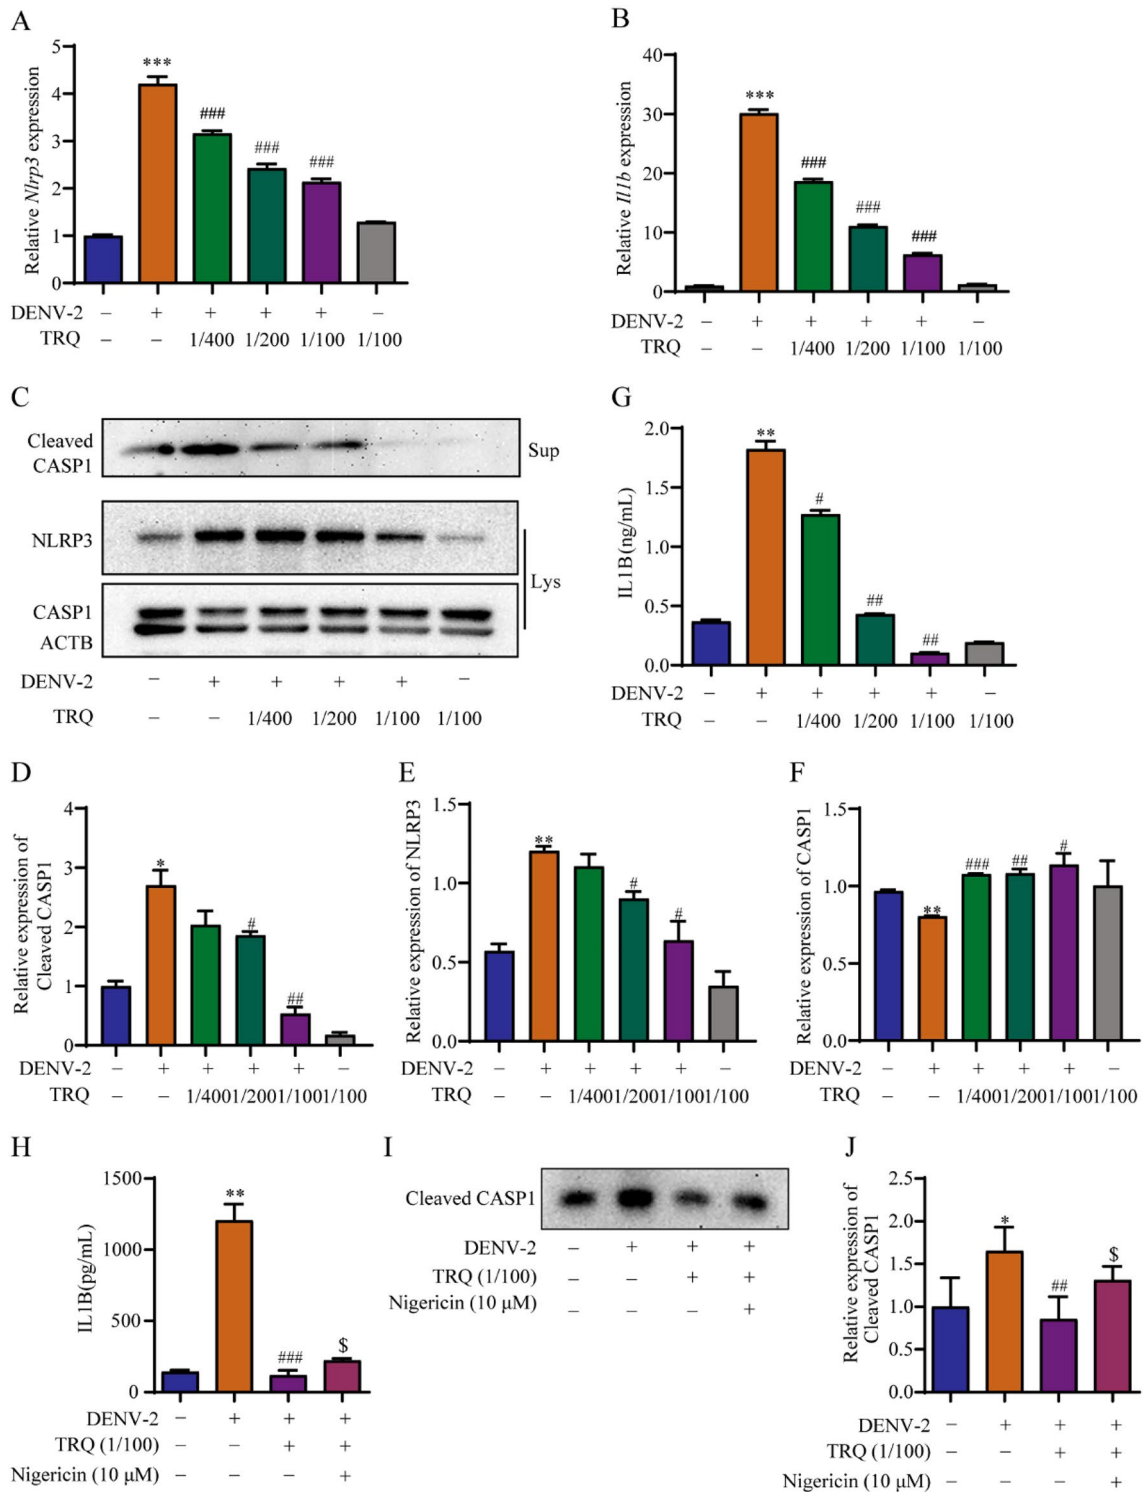 A
Relative Nlrp3 expression
5
4
3
2
1
0
***
###
###
###
DENV-2 – + + + + –
TRQ – – 1/400 1/200 1/100 1/100
B
Relative Il1b expression
40
30
20
10
0
***
###
###
###
DENV-2 – + + + + –
TRQ – – 1/400 1/200 1/100 1/100
C
Cleaved
CASP1
Sup
NLRP3
Lys
CASP1
ACTB
DENV-2 – + + + + –
TRQ – – 1/400 1/200 1/100 1/100
G
IL1B(ng/mL)
2.0
1.5
1.0
0.5
0.0
**
#
##
##
DENV-2 – + + + + –
TRQ – – 1/400 1/200 1/100 1/100
D
Relative expression of
Cleaved CASP1
4
3
2
1
0
*
#
##
DENV-2 – + + + + –
TRQ – – 1/4001/2001/1001/100
E
Relative expression of NLRP3
1.5
1.0
0.5
0.0
**
#
#
DENV-2 – + + + + –
TRQ – – 1/4001/2001/1001/100
F
Relative expression of CASP1
1.5
1.0
0.5
0.0
**
###
##
#
DENV-2 – + + + + –
TRQ – – 1/4001/2001/1001/100
H
IL1B(pg/mL)
1500
1000
500
0
**
###
$
DENV-2 – + + +
TRQ (1/100) – – + +
Nigericin (10 μM) – – – +
I
Cleaved CASP1
DENV-2 – + + +
TRQ (1/100) – – + +
Nigericin (10 μM) – – – +
J
Relative expression of
Cleaved CASP1
2.5
2.0
1.5
1.0
0.5
0.0
*
##
$
DENV-2 – + + +
TRQ (1/100) – – + +
Nigericin (10 μM) – – – +